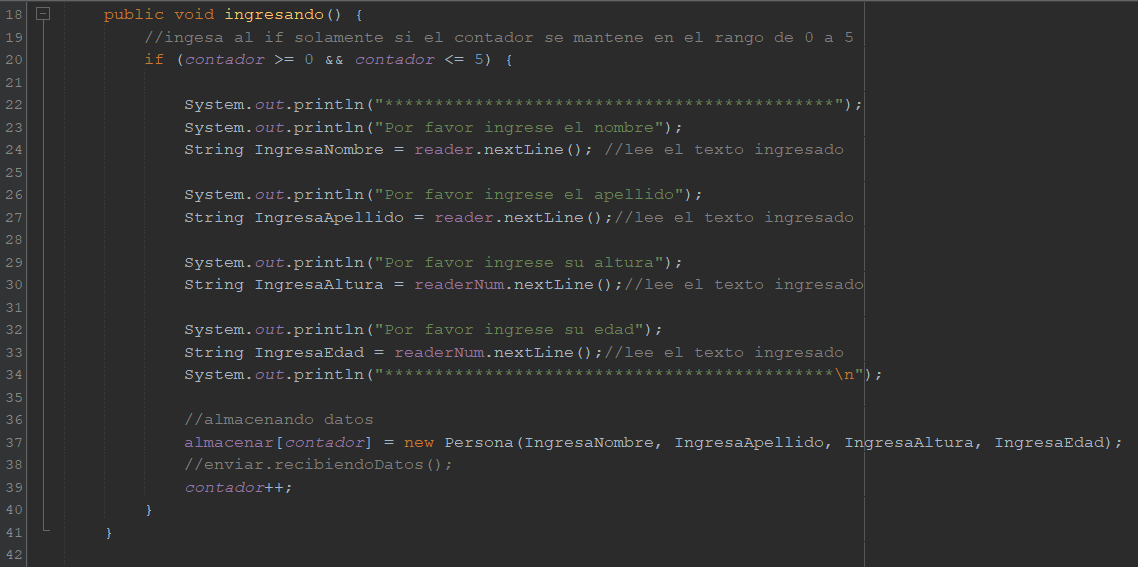 18 public void ingresando() {
19 //ingesa al if solamente si el contador se mantene en el rango de 0 a 5
20 if (contador >= 0 && contador <= 5) {
21
22 System.out.println("*********************************************");
23 System.out.println("Por favor ingrese el nombre");
24 String IngresaNombre = reader.nextLine(); //lee el texto ingresado
25
26 System.out.println("Por favor ingrese el apellido");
27 String IngresaApellido = reader.nextLine();//lee el texto ingresado
28
29 System.out.println("Por favor ingrese su altura");
30 String IngresaAltura = readerNum.nextLine();//lee el texto ingresado
31
32 System.out.println("Por favor ingrese su edad");
33 String IngresaEdad = readerNum.nextLine();//lee el texto ingresado
34 System.out.println("*********************************************\n");
35
36 //almacenando datos
37 almacenar[contador] = new Persona(IngresaNombre, IngresaApellido, IngresaAltura, IngresaEdad);
38 //enviar.recibiendoDatos();
39 contador++;
40 }
41 }
42